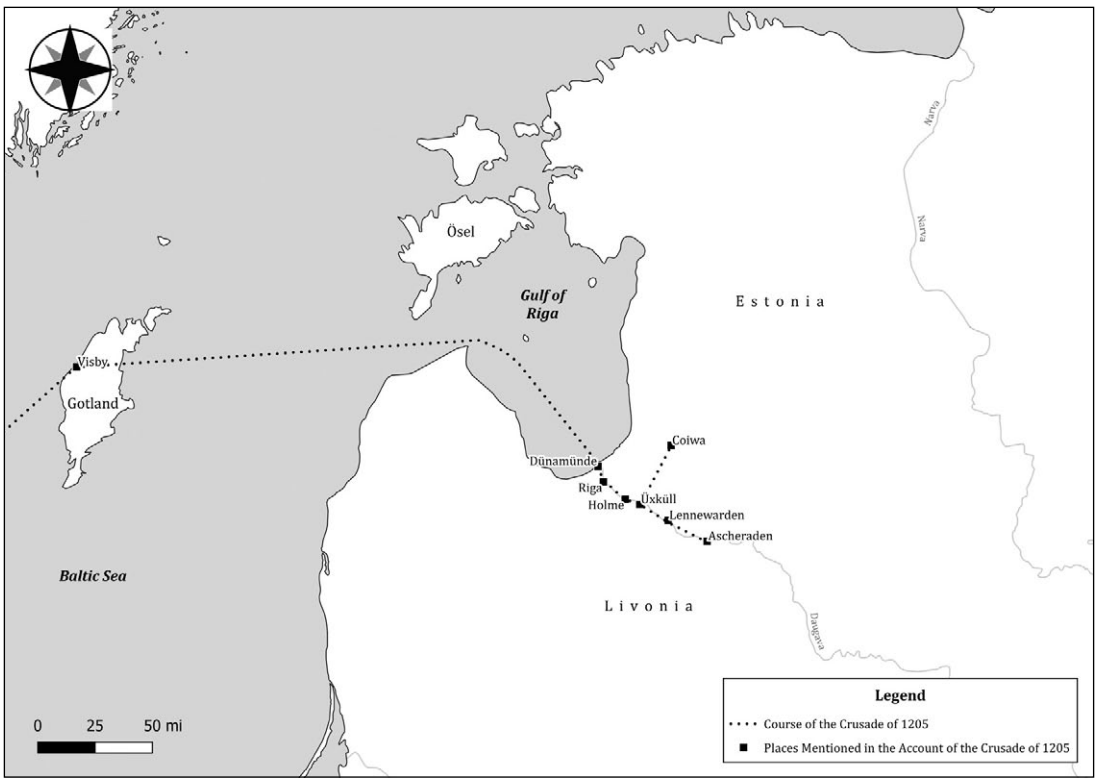 Narva
Narva
Ösel
Gulf of
Riga
Estonia
Visby
Gotland
Coiwa
Dünamünde
Riga
Holme
Üxküll
Lennewarden
Ascheraden
Baltic Sea
Livonia
Daugava
Legend
Course of the Crusade of 1205
Places Mentioned in the Account of the Crusade of 1205
0 25 50 mi